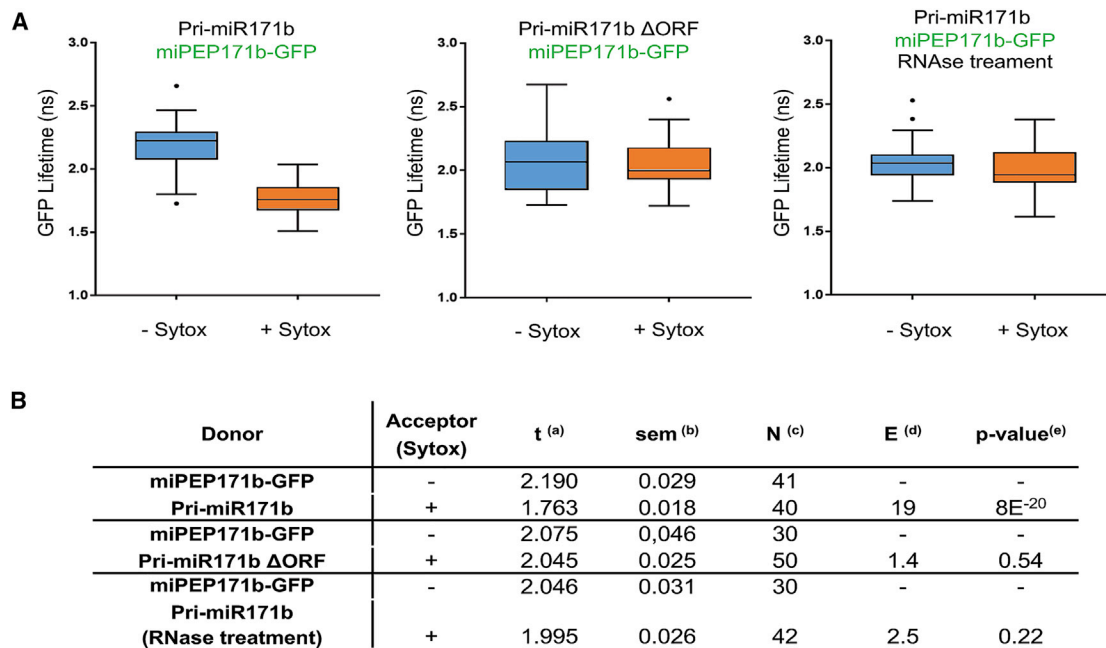 A
Pri-miR171b
miPEP171b-GFP
GFP Lifetime (ns)
3.0
2.5
2.0
1.5
1.0
- Sytox
+ Sytox
Pri-miR171b ΔORF
miPEP171b-GFP
GFP Lifetime (ns)
3.0
2.5
2.0
1.5
1.0
- Sytox
+ Sytox
Pri-miR171b
miPEP171b-GFP
RNAse treament
GFP Lifetime (ns)
3.0
2.5
2.0
1.5
1.0
- Sytox
+ Sytox
B
Donor Acceptor (Sytox) t (a) sem (b) N (c) E (d) p-value(e)
miPEP171b-GFP - 2.190 0.029 41 - -
Pri-miR171b + 1.763 0.018 40 19 8E-20
miPEP171b-GFP - 2.075 0,046 30 - -
Pri-miR171b ΔORF + 2.045 0.025 50 1.4 0.54
miPEP171b-GFP - 2.046 0.031 30 - -
Pri-miR171b
(RNase treatment) + 1.995 0.026 42 2.5 0.22